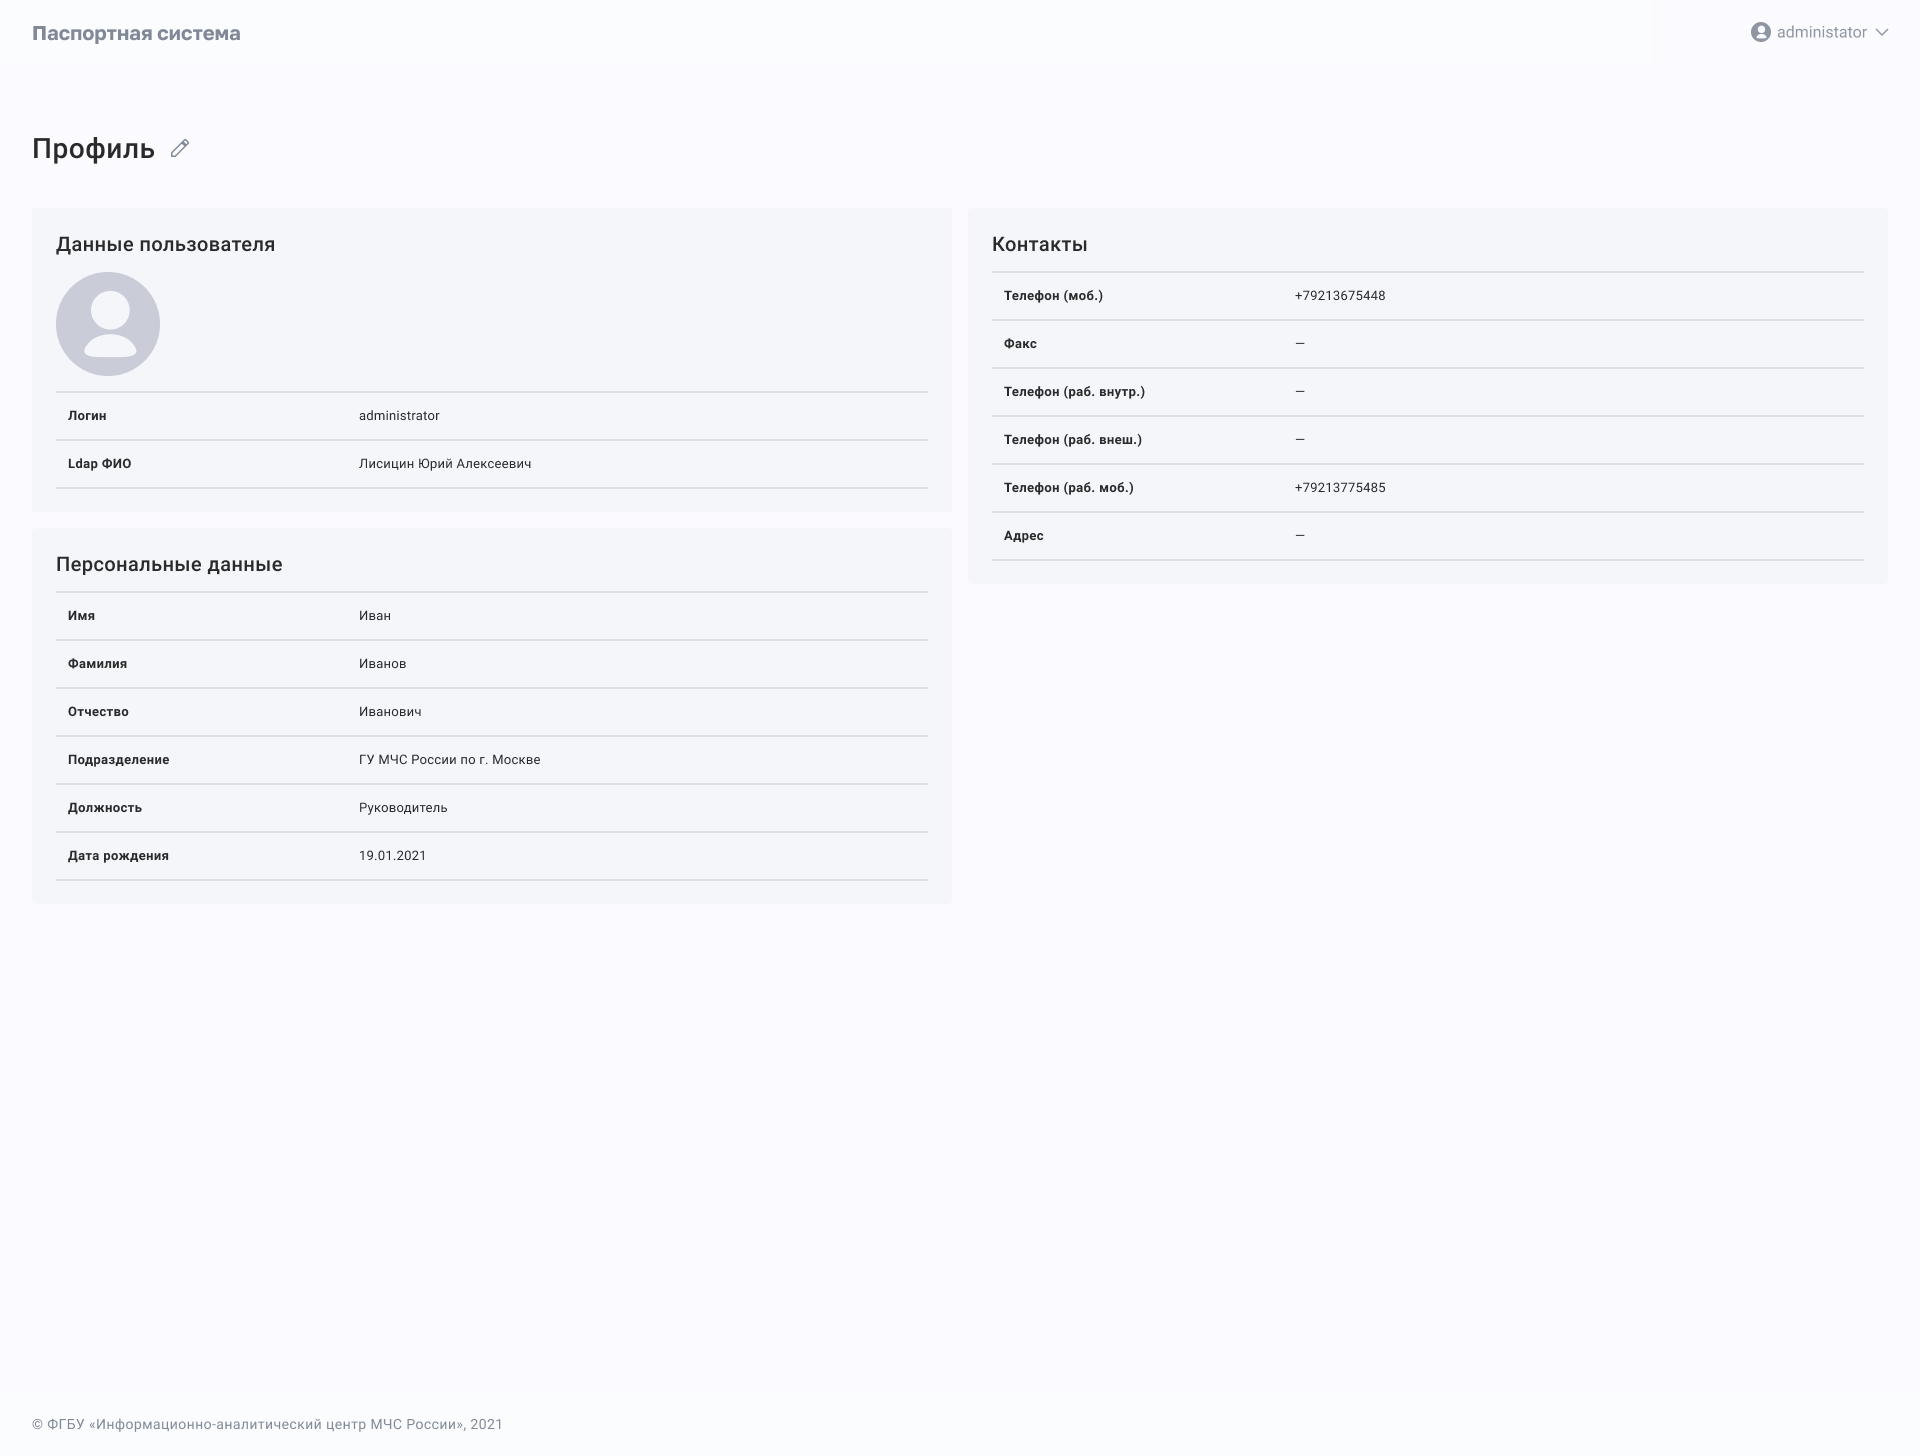 Паспортная система
administator
Профиль
Данные пользователя
Логин administrator
Ldap ФИО Лисицин Юрий Алексеевич
Персональные данные
Имя Иван
Фамилия Иванов
Отчество Иванович
Подразделение ГУ МЧС России по г. Москве
Должность Руководитель
Дата рождения 19.01.2021
Контакты
Телефон (моб.) +79213675448
Факс —
Телефон (раб. внутр.) —
Телефон (раб. внеш.) —
Телефон (раб. моб.) +79213775485
Адрес —
© ФГБУ «Информационно-аналитический центр МЧС России», 2021